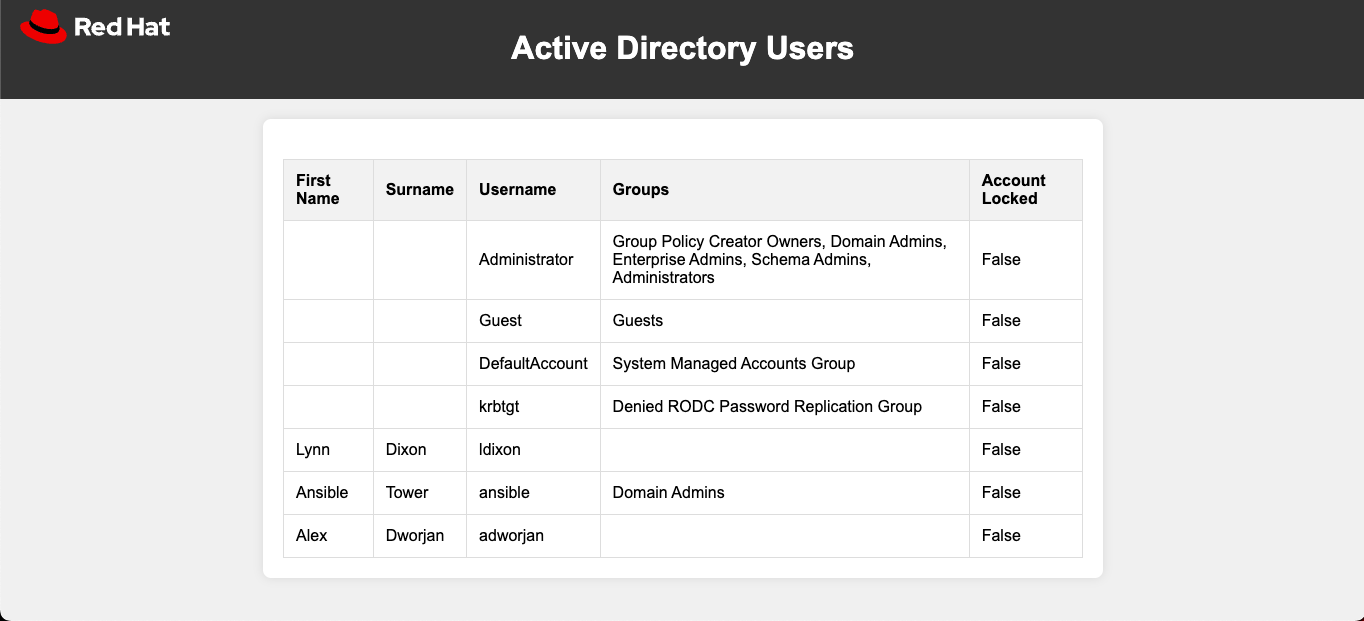 Red Hat
Active Directory Users
First Name Surname Username Groups Account Locked
Administrator Group Policy Creator Owners, Domain Admins, Enterprise Admins, Schema Admins, Administrators False
Guest Guests False
DefaultAccount System Managed Accounts Group False
krbtgt Denied RODC Password Replication Group False
Lynn Dixon ldixon False
Ansible Tower ansible Domain Admins False
Alex Dworjan adworjan False